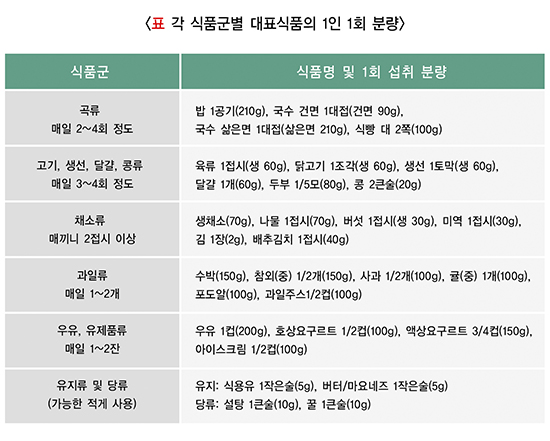 <표 각 식품군별 대표식품의 1인 1회 분량>
식품군
식품명 및 1회 섭취 분량
곡류
매일 2~4회 정도
밥 1공기(210g), 국수 건면 1대접(건면 90g),
국수 삶은면 1대접(삶은면 210g), 식빵 대 2쪽(100g)
고기, 생선, 달걀, 콩류
매일 3~4회 정도
육류 1접시(생 60g), 닭고기 1조각(생 60g), 생선 1토막(생 60g),
달걀 1개(60g), 두부 1/5모(80g), 콩 2큰술(20g)
채소류
매끼니 2접시 이상
생채소(70g), 나물 1접시(70g), 버섯 1접시(생 30g), 미역 1접시(30g),
김 1장(2g), 배추김치 1접시(40g)
과일류
매일 1~2개
수박(150g), 참외(중) 1/2개(150g), 사과 1/2개(100g), 귤(중) 1개(100g),
포도알(100g), 과일주스1/2컵(100g)
우유, 유제품류
매일 1~2잔
우유 1컵(200g), 호상요구르트 1/2컵(100g), 액상요구르트 3/4컵(150g),
아이스크림 1/2컵(100g)
유지류 및 당류
(가능한 적게 사용)
유지: 식용유 1작은술(5g), 버터/마요네즈 1작은술(5g)
당류: 설탕 1큰술(10g), 꿀 1큰술(10g)